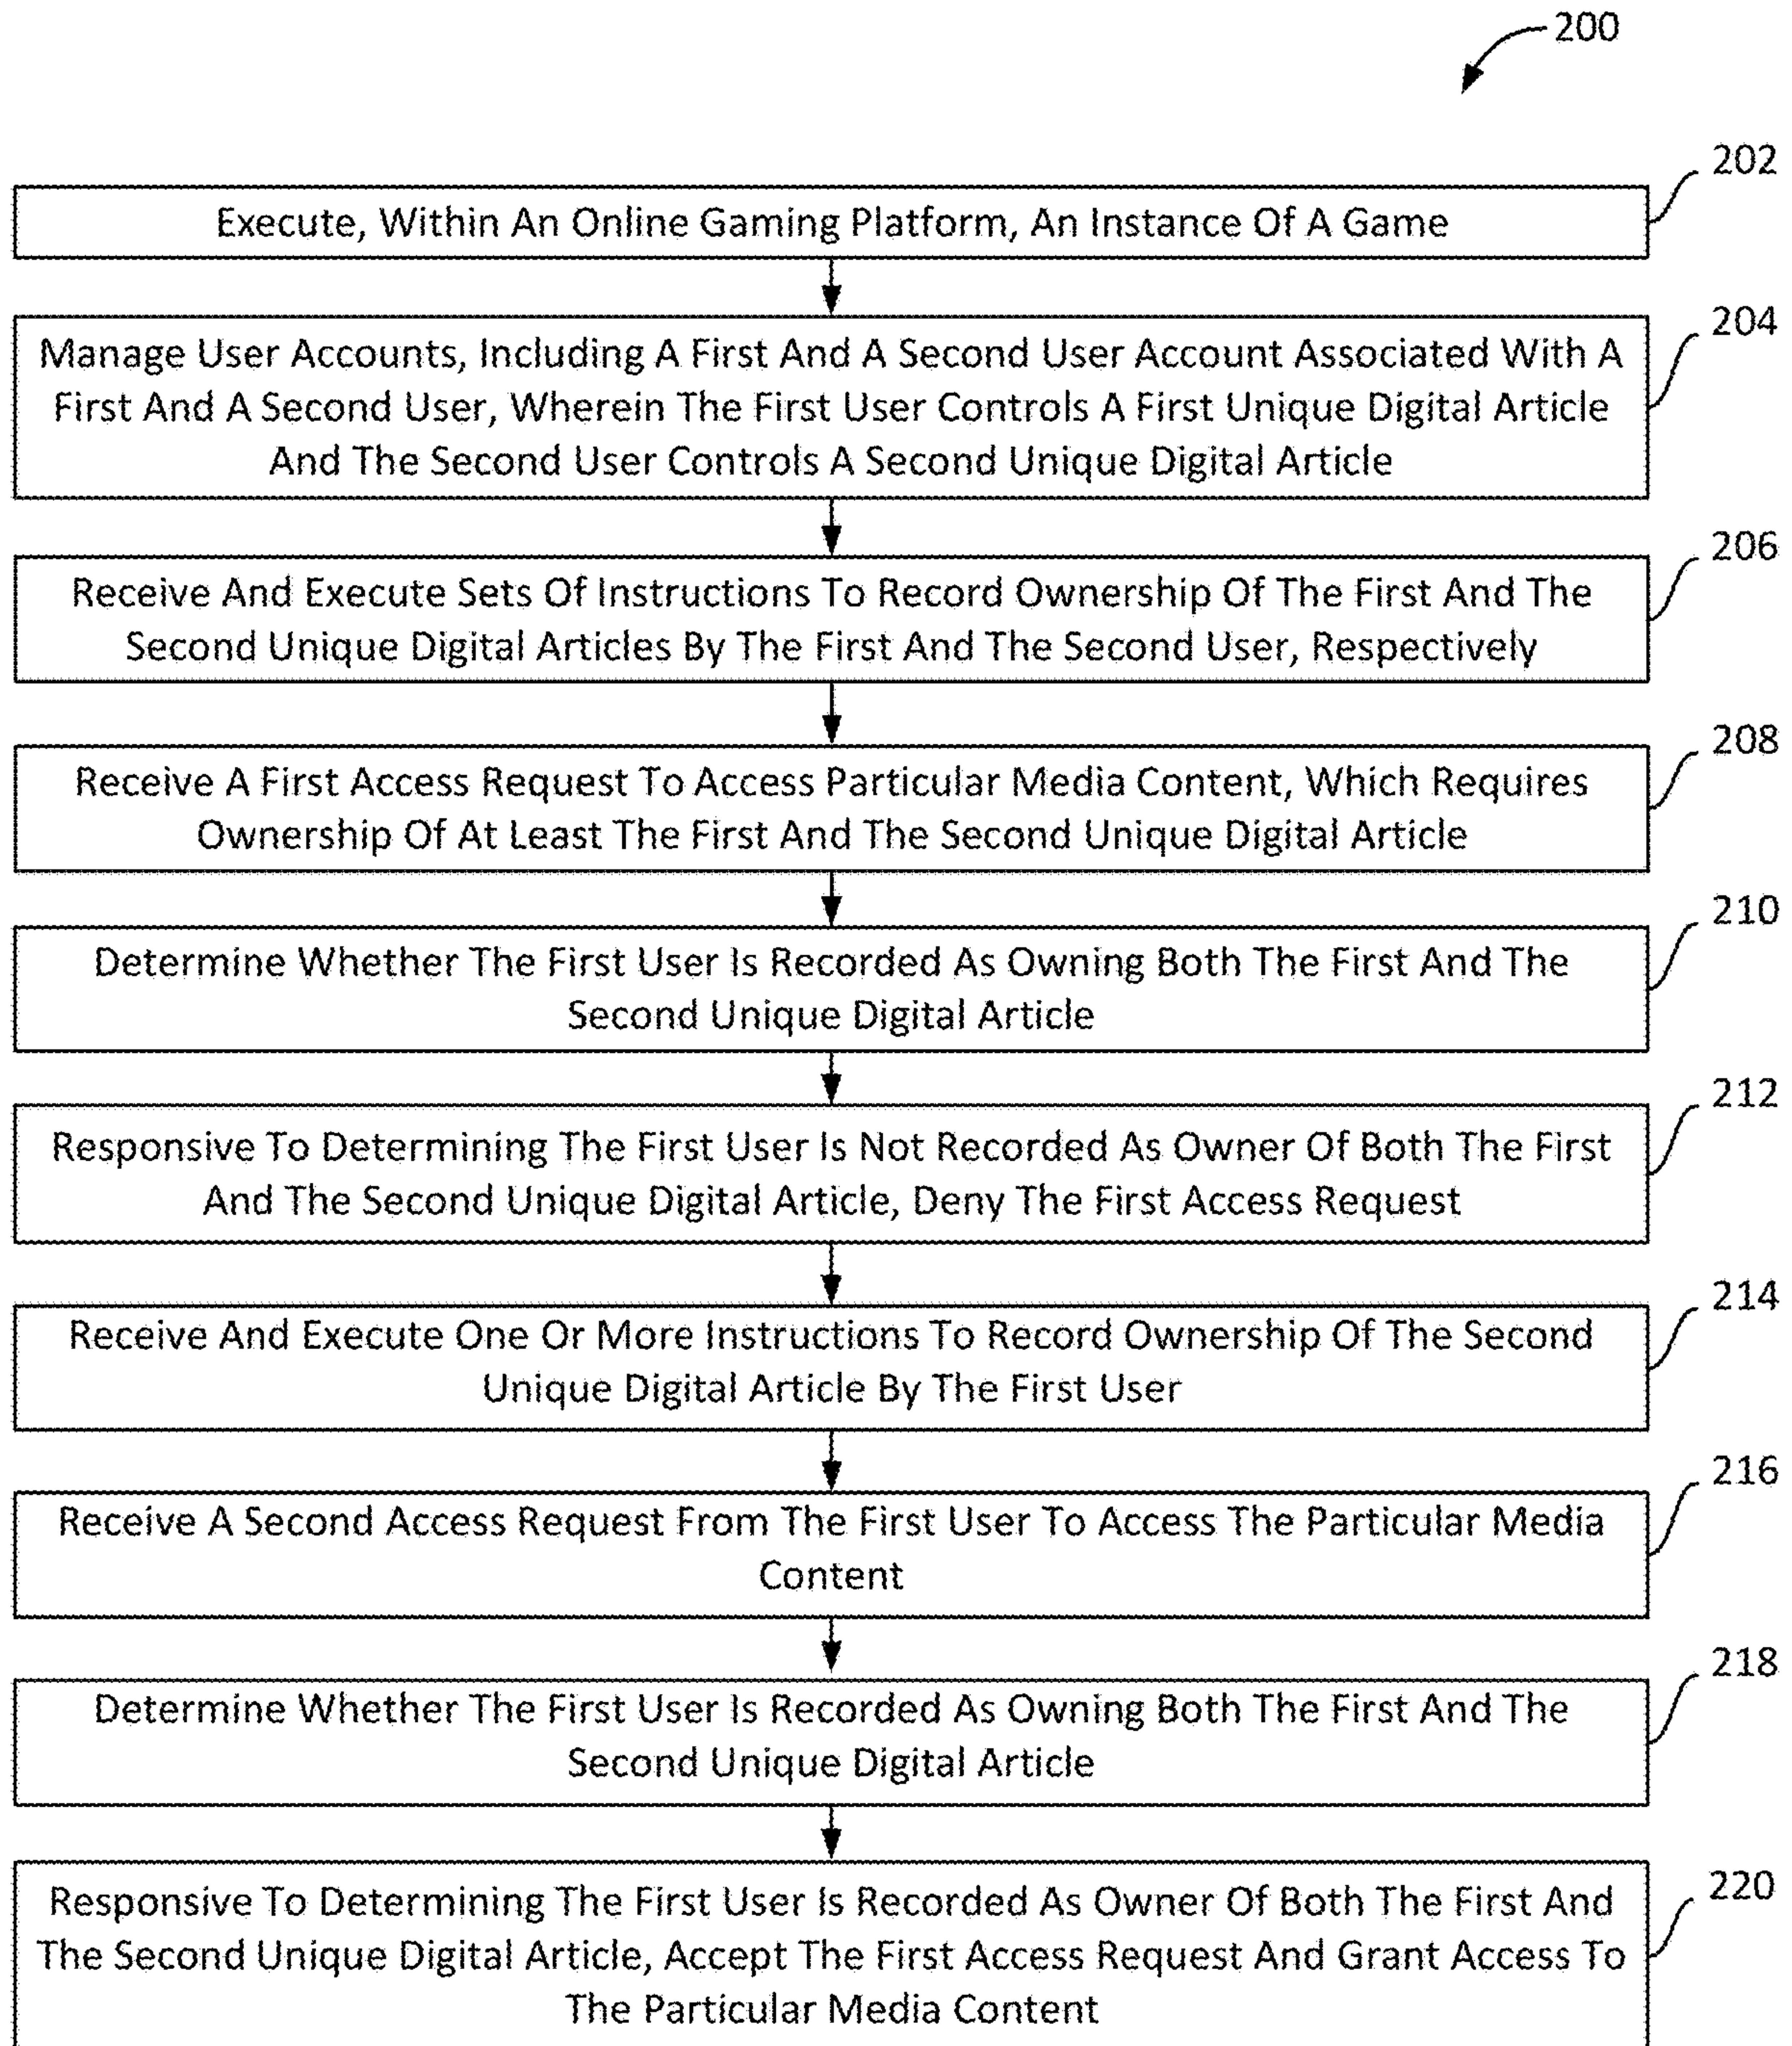 200
202
Execute, Within An Online Gaming Platform, An Instance Of A Game
204
Manage User Accounts, Including A First And A Second User Account Associated With A
First And A Second User, Wherein The First User Controls A First Unique Digital Article
And The Second User Controls A Second Unique Digital Article
206
Receive And Execute Sets Of Instructions To Record Ownership Of The First And The
Second Unique Digital Articles By The First And The Second User, Respectively
208
Receive A First Access Request To Access Particular Media Content, Which Requires
Ownership Of At Least The First And The Second Unique Digital Article
210
Determine Whether The First User Is Recorded As Owning Both The First And The
Second Unique Digital Article
212
Responsive To Determining The First User Is Not Recorded As Owner Of Both The First
And The Second Unique Digital Article, Deny The First Access Request
214
Receive And Execute One Or More Instructions To Record Ownership Of The Second
Unique Digital Article By The First User
216
Receive A Second Access Request From The First User To Access The Particular Media
Content
218
Determine Whether The First User Is Recorded As Owning Both The First And The
Second Unique Digital Article
220
Responsive To Determining The First User Is Recorded As Owner Of Both The First And
The Second Unique Digital Article, Accept The First Access Request And Grant Access To
The Particular Media Content